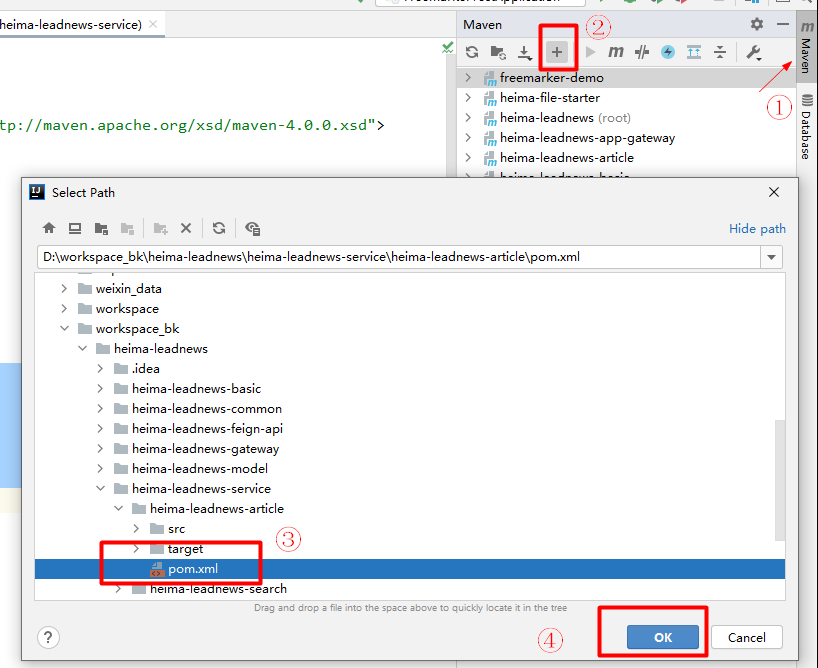 heima-leadnews-service)
Maven
②
Maven
①
Database
m
freemarker-demo
heima-file-starter
heima-leadnews (root)
heima-leadnews-app-gateway
heima-leadnews-article
tp://maven.apache.org/xsd/maven-4.0.0.xsd">
Select Path
Hide path
D:\workspace_bk\heima-leadnews\heima-leadnews-service\heima-leadnews-article\pom.xml
weixin_data
workspace
workspace_bk
heima-leadnews
.idea
heima-leadnews-basic
heima-leadnews-common
heima-leadnews-feign-api
heima-leadnews-gateway
heima-leadnews-model
heima-leadnews-service
heima-leadnews-article
src
③
target
pom.xml
heima-leadnews-search
Drag and drop a file into the space above to quickly locate it in the tree
?
④
OK
Cancel